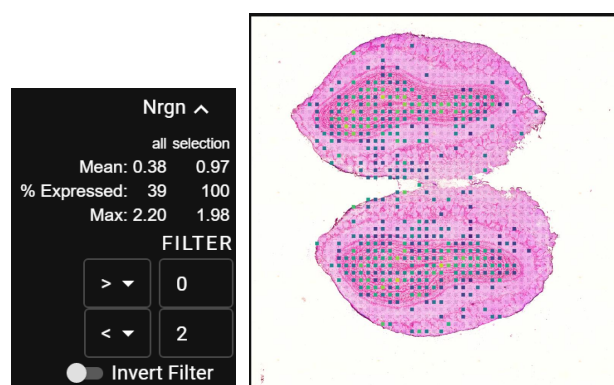 Nrgn
all selection
Mean: 0.38 0.97
% Expressed: 39 100
Max: 2.20 1.98
FILTER
> 0
< 2
Invert Filter